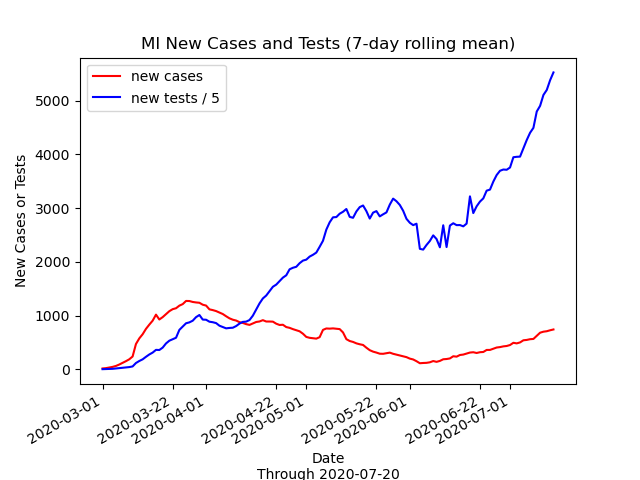 MI New Cases and Tests (7-day rolling mean)
new cases
new tests / 5
New Cases or Tests
5000
4000
3000
2000
1000
0
2020-03-01
2020-03-22
2020-04-01
2020-04-22
2020-05-01
2020-05-22
2020-06-01
2020-06-22
2020-07-01
Date
Through 2020-07-20